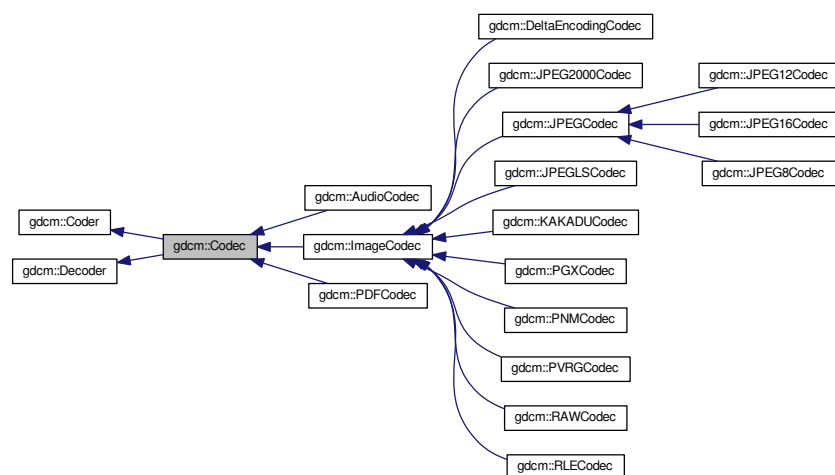 gdcm::DeltaEncodingCodec
gdcm::JPEG2000Codec
gdcm::JPEG12Codec
gdcm::JPEGCodec
gdcm::JPEG16Codec
gdcm::JPEGLSCodec
gdcm::JPEG8Codec
gdcm::AudioCodec
gdcm::Coder
gdcm::KAKADUCodec
gdcm::Codec
gdcm::ImageCodec
gdcm::Decoder
gdcm::PGXCodec
gdcm::PDFCodec
gdcm::PNMCodec
gdcm::PVRGCodec
gdcm::RAWCodec
gdcm::RLECodec